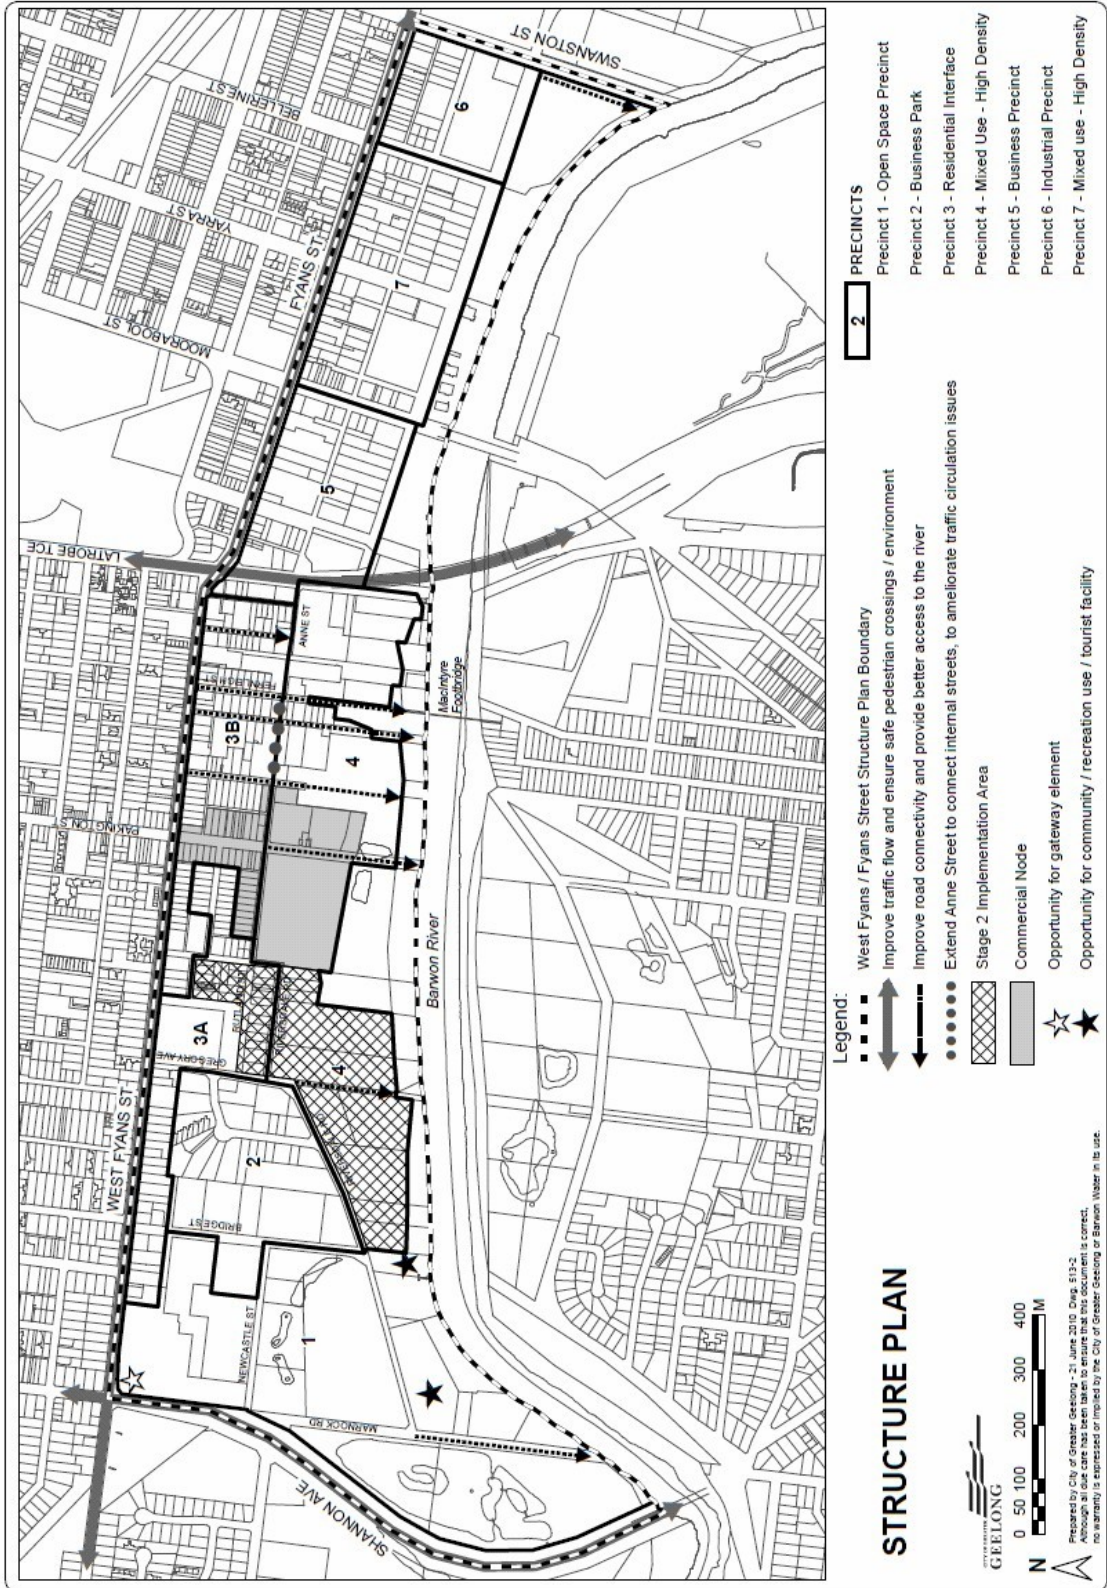 SWANSTON ST
BELLERINE ST
YARRA ST
FYANS ST
MOORABOOL ST
LATROBE TCE
6
7
5
ANNE ST
FERNLEIGH ST
MacIntyre
Footbridge
3B
4
PAKINGTON ST
Barwon River
RIVERSDALE RD
3A
GREGORY AVE
4
WEST FYANS ST
RIVERSDALE RD
2
BRIDGE ST
NEWCASTLE ST
1
MARNOCK RD
SHANNON AVE
STRUCTURE PLAN
Legend:
West Fyans / Fyans Street Structure Plan Boundary
Improve traffic flow and ensure safe pedestrian crossings / environment
Improve road connectivity and provide better access to the river
Extend Anne Street to connect internal streets, to ameliorate traffic circulation issues
Stage 2 Implementation Area
Commercial Node
Opportunity for gateway element
Opportunity for community / recreation use / tourist facility
2 PRECINCTS
Precinct 1 - Open Space Precinct
Precinct 2 - Business Park
Precinct 3 - Residential Interface
Precinct 4 - Mixed Use - High Density
Precinct 5 - Business Precinct
Precinct 6 - Industrial Precinct
Precinct 7 - Mixed use - High Density
GEELONG
N
0 50 100 200 300 400
M
Prepared by City of Greater Geelong - 21 June 2010 Dwg. 513-2
Although all due care has been taken to ensure that this document is correct,
no warranty is expressed or implied by the City of Greater Geelong or Barwon Water in its use.